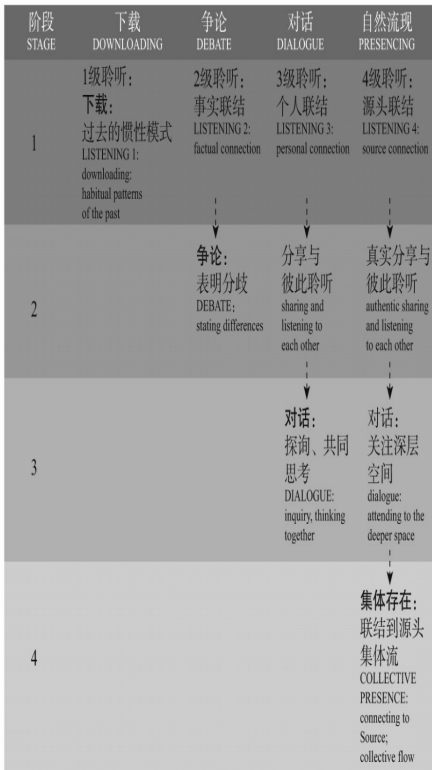 阶段 下载 争论 对话 自然流现
STAGE DOWNLOADING DEBATE DIALOGUE PRESENCING
1
1级聆听：
下载：
过去的惯性模式
LISTENING 1:
downloading:
habitual patterns
of the past
2级聆听：
事实联结
LISTENING 2:
factual connection
3级聆听：
个人联结
LISTENING 3:
personal connection
4级聆听：
源头联结
LISTENING 4:
source connection
2
争论：
表明分歧
DEBATE：
stating differences
分享与
彼此聆听
sharing and
listening to
each other
真实分享与
彼此聆听
authentic sharing
and listening
to each other
3
对话：
探询、共同
思考
DIALOGUE:
inquiry, thinking
together
对话：
关注深层
空间
dialogue:
attending to the
deeper space
4
集体存在：
联结到源头
集体流
COLLECTIVE
PRESENCE:
connecting to
Source;
collective flow